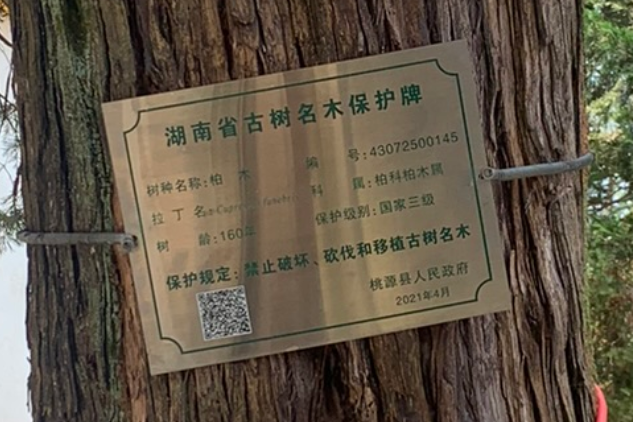 湖南省古树名木保护牌
树种名称:柏木 编号:43072500145
拉丁名 科属:柏科柏木属
树龄:160年 保护级别:国家三级
保护规定:禁止破坏、砍伐和移植古树名木
桃源县人民政府
2021年4月